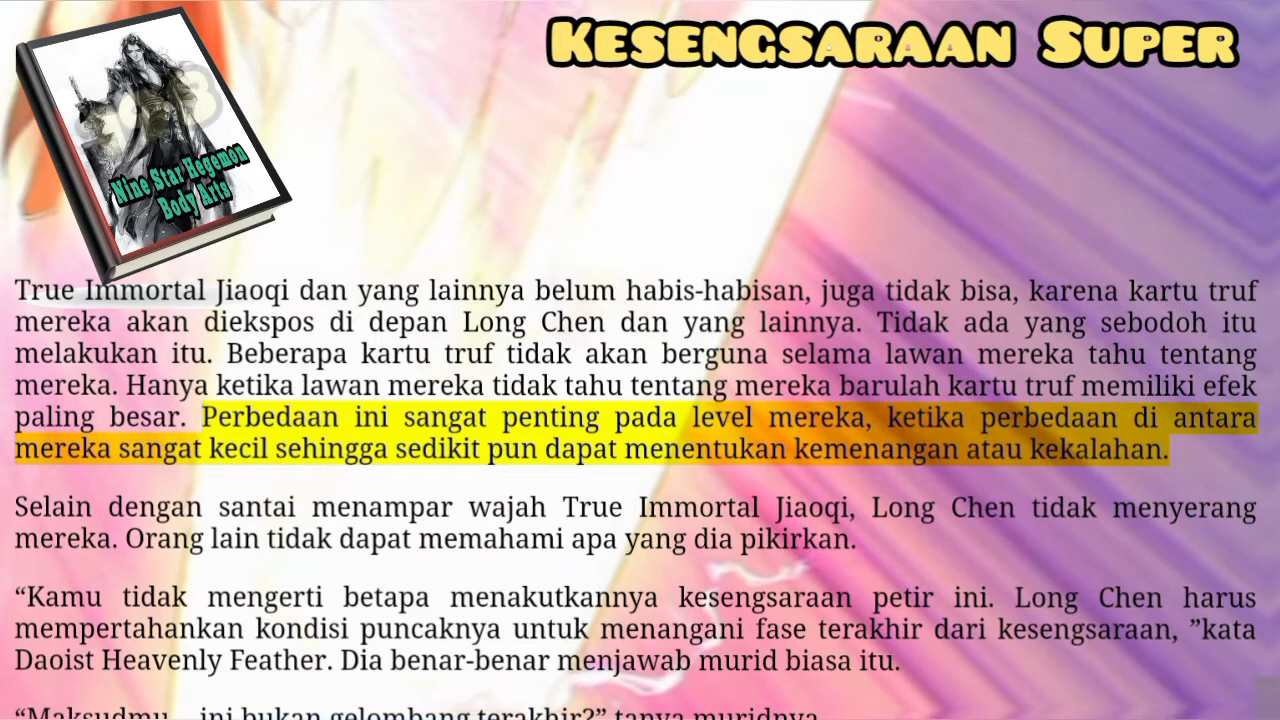 Kesengsaraan Super
Nine Star Hegemon
Body Arts
True Immortal Jiaoqi dan yang lainnya belum habis-habisan, juga tidak bisa, karena kartu truf
mereka akan diekspos di depan Long Chen dan yang lainnya. Tidak ada yang sebodoh itu
melakukan itu. Beberapa kartu truf tidak akan berguna selama lawan mereka tahu tentang
mereka. Hanya ketika lawan mereka tidak tahu tentang mereka barulah kartu truf memiliki efek
paling besar. Perbedaan ini sangat penting pada level mereka, ketika perbedaan di antara
mereka sangat kecil sehingga sedikit pun dapat menentukan kemenangan atau kekalahan.
Selain dengan santai menampar wajah True Immortal Jiaoqi, Long Chen tidak menyerang
mereka. Orang lain tidak dapat memahami apa yang dia pikirkan.
“Kamu tidak mengerti betapa menakutkannya kesengsaraan petir ini. Long Chen harus
mempertahankan kondisi puncaknya untuk menangani fase terakhir dari kesengsaraan, ”kata
Daoist Heavenly Feather. Dia benar-benar menjawab murid biasa itu.
“Maksudmu... ini bukan gelombang terakhir?” tanya muridnya